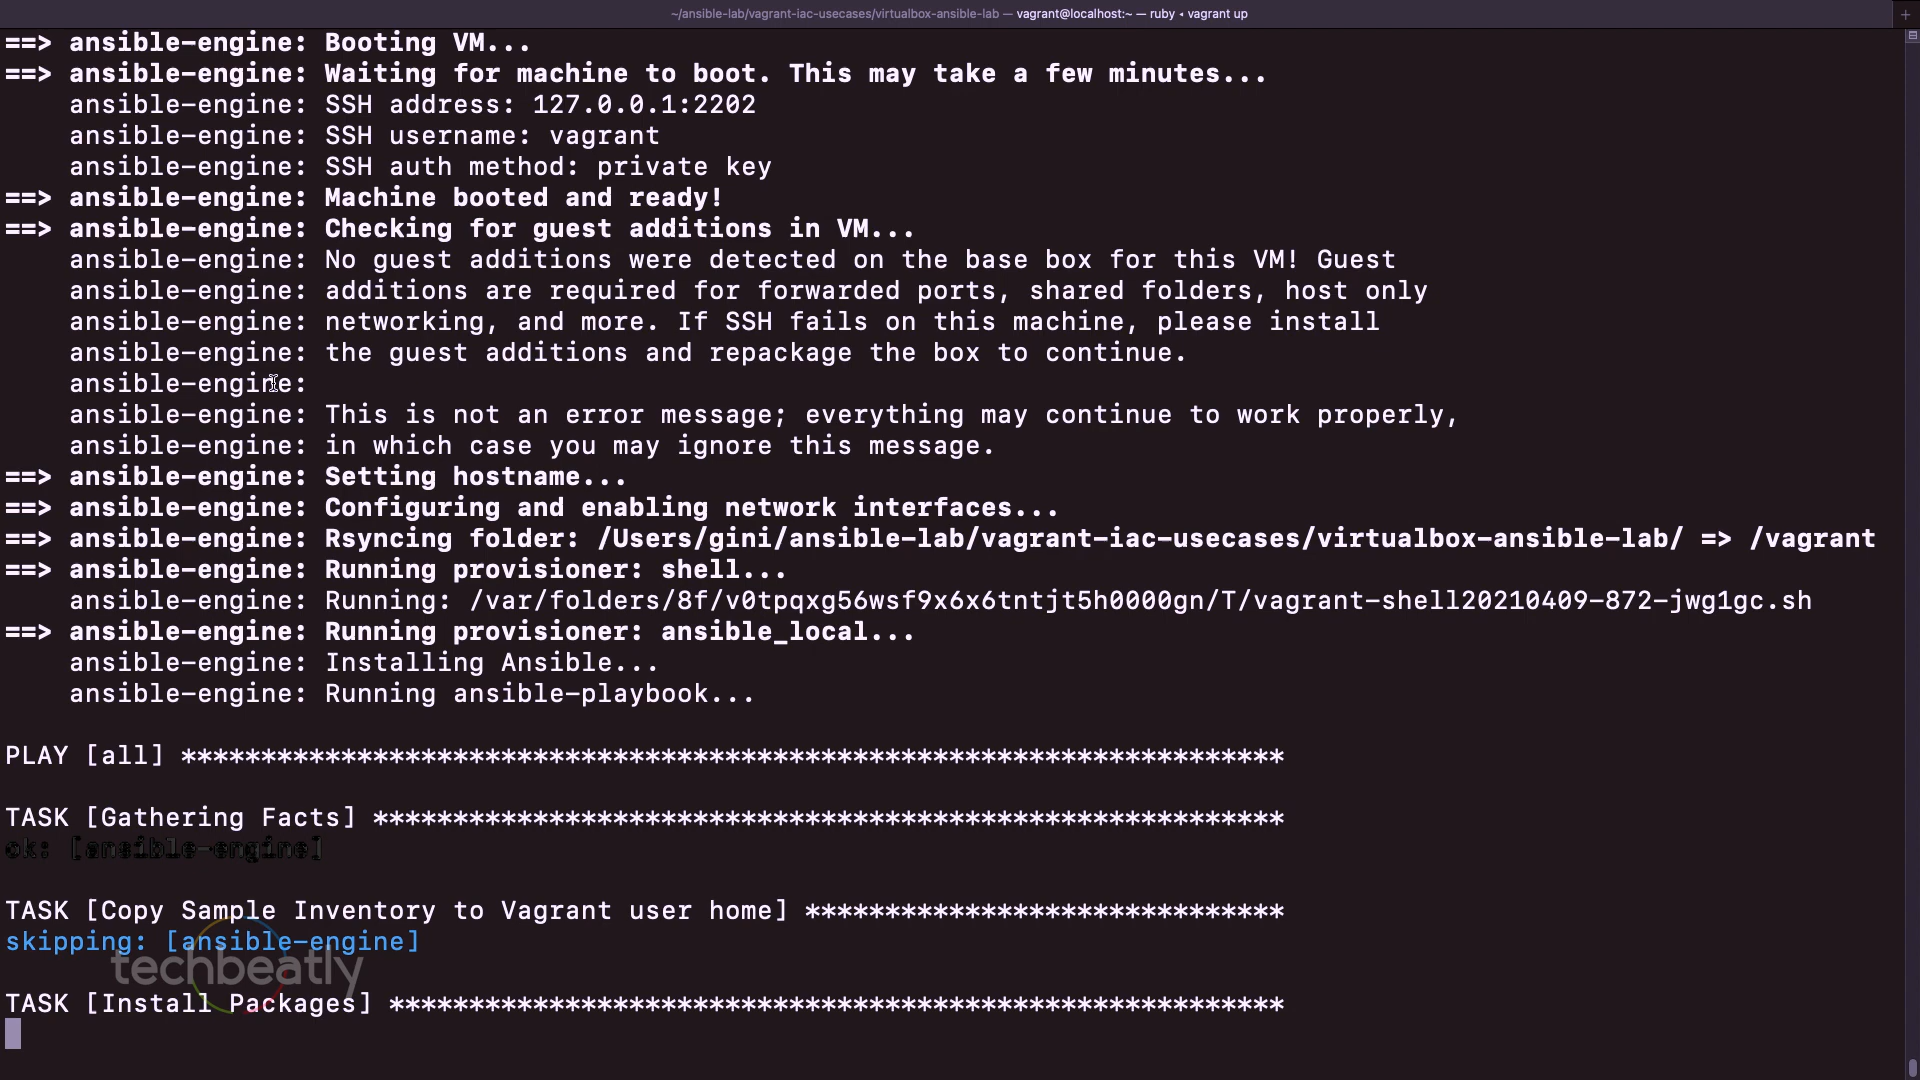 ~/ansible-lab/vagrant-iac-usecases/virtualbox-ansible-lab — vagrant@localhost:~ — ruby ◂ vagrant up
==> ansible-engine: Booting VM...
==> ansible-engine: Waiting for machine to boot. This may take a few minutes...
    ansible-engine: SSH address: 127.0.0.1:2202
    ansible-engine: SSH username: vagrant
    ansible-engine: SSH auth method: private key
==> ansible-engine: Machine booted and ready!
==> ansible-engine: Checking for guest additions in VM...
    ansible-engine: No guest additions were detected on the base box for this VM! Guest
    ansible-engine: additions are required for forwarded ports, shared folders, host only
    ansible-engine: networking, and more. If SSH fails on this machine, please install
    ansible-engine: the guest additions and repackage the box to continue.
    ansible-engine:
    ansible-engine: This is not an error message; everything may continue to work properly,
    ansible-engine: in which case you may ignore this message.
==> ansible-engine: Setting hostname...
==> ansible-engine: Configuring and enabling network interfaces...
==> ansible-engine: Rsyncing folder: /Users/gini/ansible-lab/vagrant-iac-usecases/virtualbox-ansible-lab/ => /vagrant
==> ansible-engine: Running provisioner: shell...
    ansible-engine: Running: /var/folders/8f/v0tpqxg56wsf9x6x6tntjt5h0000gn/T/vagrant-shell20210409-872-jwg1gc.sh
==> ansible-engine: Running provisioner: ansible_local...
    ansible-engine: Installing Ansible...
    ansible-engine: Running ansible-playbook...
PLAY [all] *********************************************************************
TASK [Gathering Facts] *********************************************************
ok: [ansible-engine]
TASK [Copy Sample Inventory to Vagrant user home] ******************************
skipping: [ansible-engine]
techbeatly
TASK [Install Packages] ********************************************************